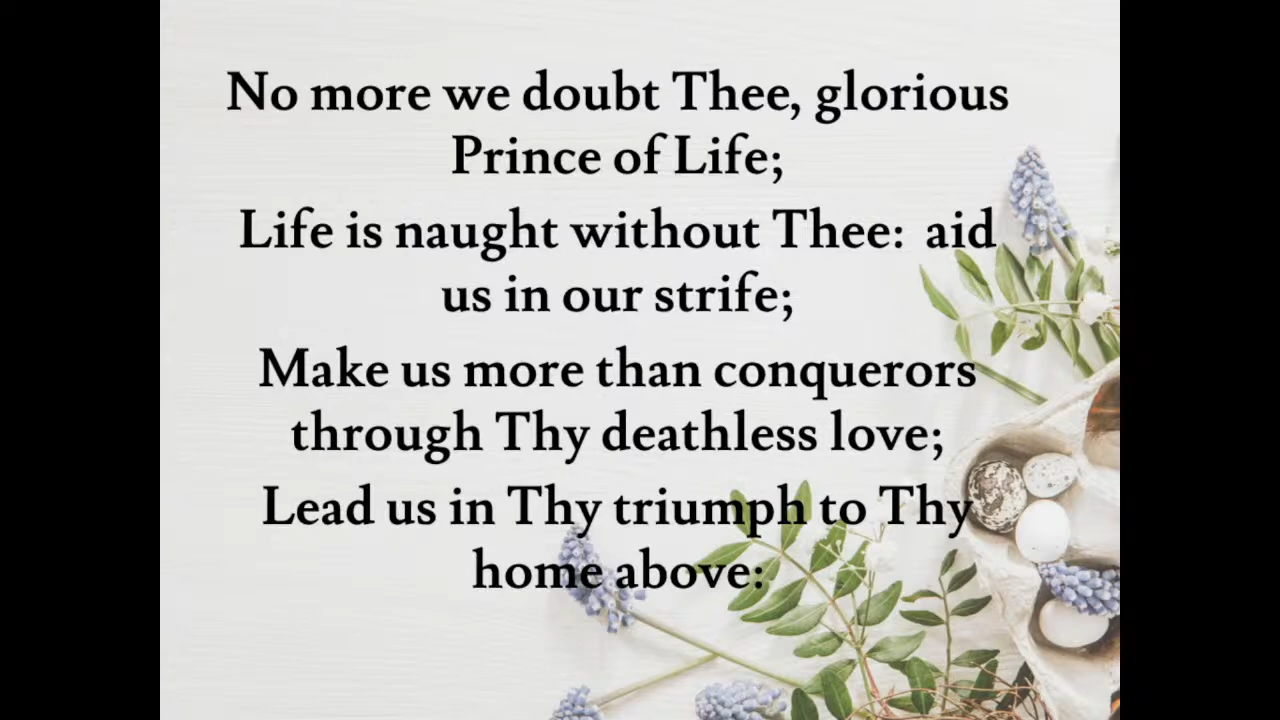 No more we doubt Thee, glorious
Prince of Life;
Life is naught without Thee:  aid
us in our strife;
Make us more than conquerors
through Thy deathless love;
Lead us in Thy triumph to Thy
home above: